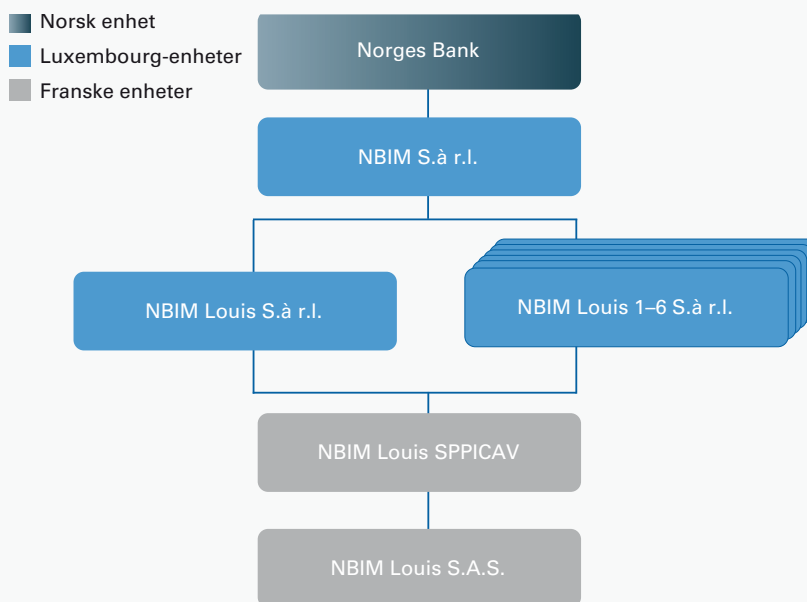 Norsk enhet
Luxembourg-enheter
Franske enheter
Norges Bank
NBIM S.à r.l.
NBIM Louis S.à r.l.
NBIM Louis 1–6 S.à r.l.
NBIM Louis SPPICAV
NBIM Louis S.A.S.